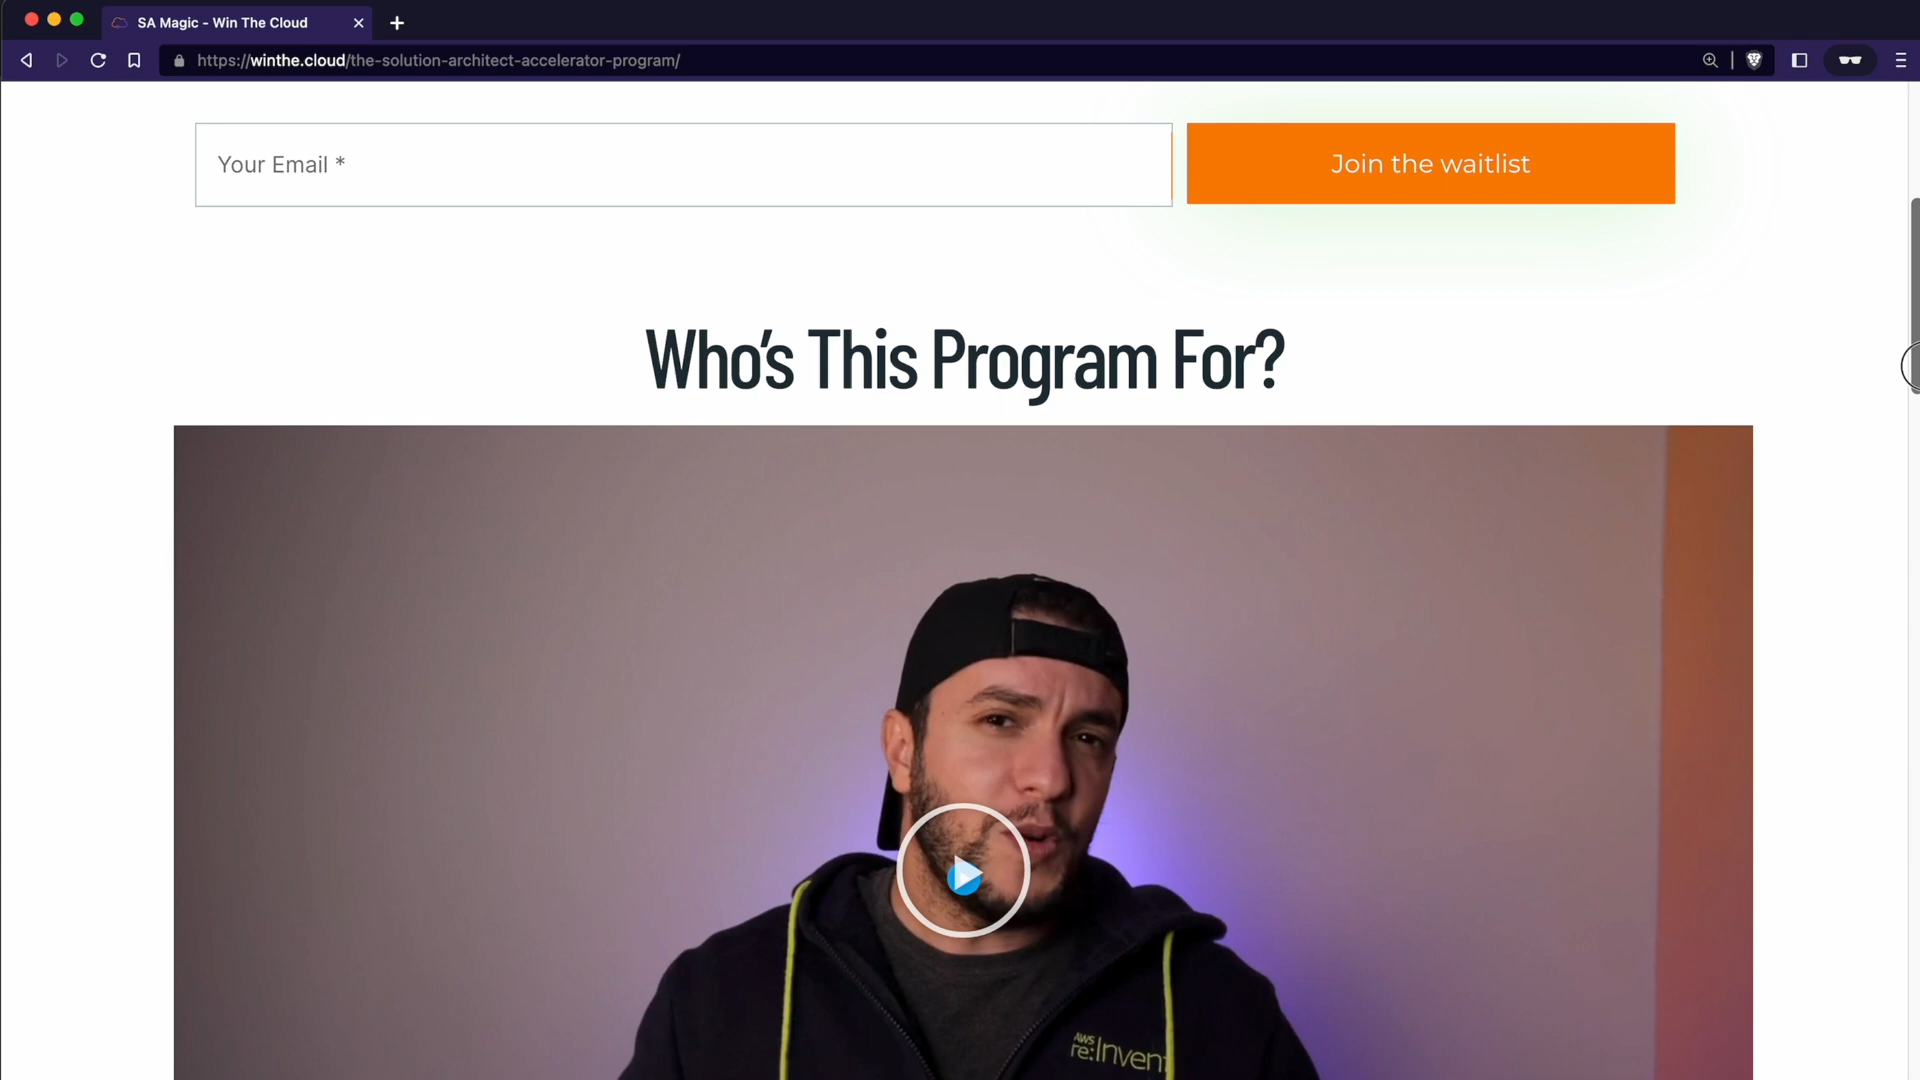 SA Magic - Win The Cloud
https://winthe.cloud/the-solution-architect-accelerator-program/
Your Email *
Join the waitlist
Who's This Program For?
AWS
re:Invent